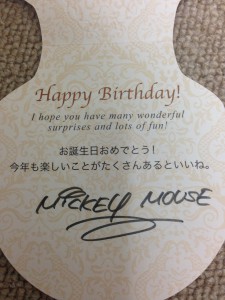 Happy Birthday!
I hope you have many wonderful
surprises and lots of fun!
お誕生日おめでとう!
今年も楽しいことがたくさんあるといいね。
MICKEY MOUSE